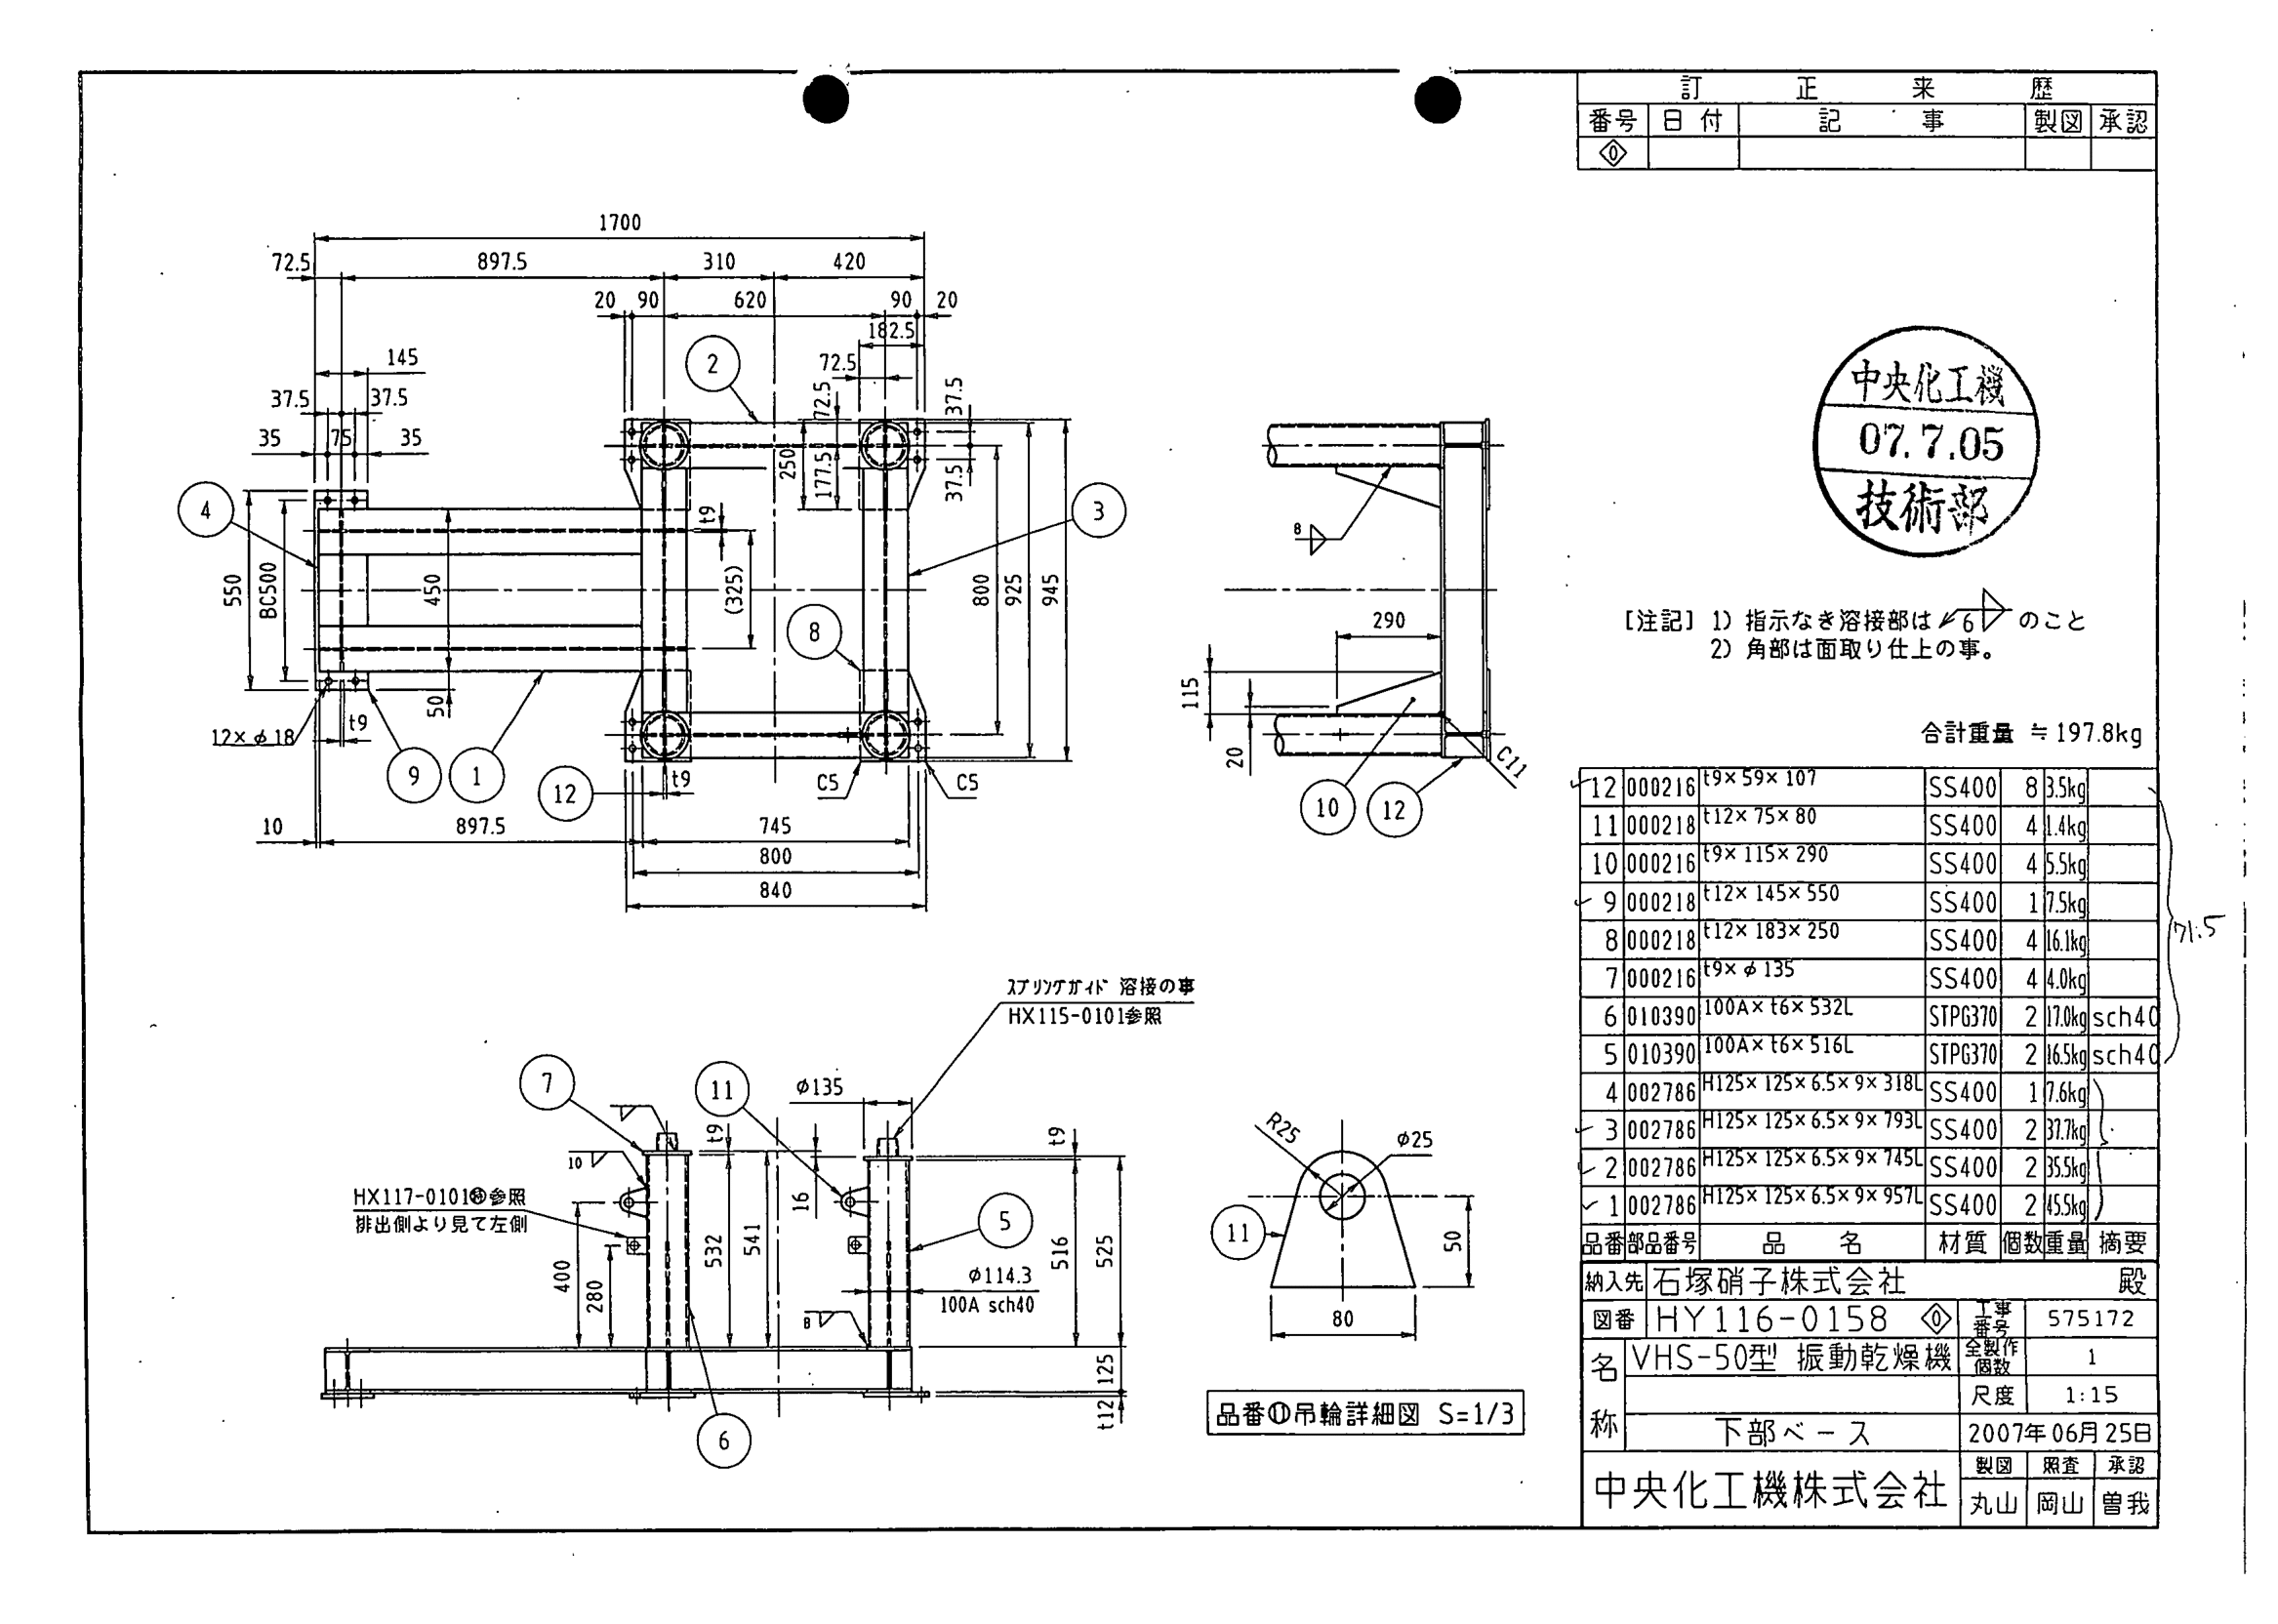 訂正来歴
番号 日付 記事 製図 承認
0
1700
72.5 897.5 310 420
20 90 620 90 20
182.5
145
72.5
37.5 37.5
35 75 35
2
72.5
37.5
250
177.5
37.5
4
t9
3
550
BC500
450
(325)
800
925
945
8
50
12×φ18
t9
9
1
12
t9
C5
C5
10 897.5 745
800
840
8
290
115
20
C11
10
12
中央化工機
07.7.05
技術部
[注記] 1) 指示なき溶接部は 6 のこと
2) 角部は面取り仕上の事。
合計重量 ≒ 197.8kg
12 000216 t9×59×107 SS400 8 3.5kg
11 000218 t12×75×80 SS400 4 1.4kg
10 000216 t9×115×290 SS400 4 5.5kg
9 000218 t12×145×550 SS400 1 7.5kg
8 000218 t12×183×250 SS400 4 16.1kg
7 000216 t9×φ135 SS400 4 4.0kg
6 010390 100A×t6×532L STPG370 2 17.0kg sch40
5 010390 100A×t6×516L STPG370 2 16.5kg sch40
4 002786 H125×125×6.5×9×318L SS400 1 7.6kg
3 002786 H125×125×6.5×9×793L SS400 2 37.7kg
2 002786 H125×125×6.5×9×745L SS400 2 35.5kg
1 002786 H125×125×6.5×9×957L SS400 2 45.5kg
品番 部品番号 品名 材質 個数 重量 摘要
71.5
スプリングガイド 溶接の事
HX115-0101参照
7
11
φ135
t9
t9
10
HX117-0101参照
排出側より見て左側
16
5
400
280
532
541
516
525
φ114.3
100A sch40
8
125
t12
6
R25
φ25
11
50
80
品番⑪吊輪詳細図 S=1/3
納入先 石塚硝子株式会社 殿
図番 HY116-0158 0 工事番号 575172
名称 VHS-50型 振動乾燥機 全製作個数 1
尺度 1:15
下部ベース 2007年06月25日
中央化工機株式会社
製図 照査 承認
丸山 岡山 曽我